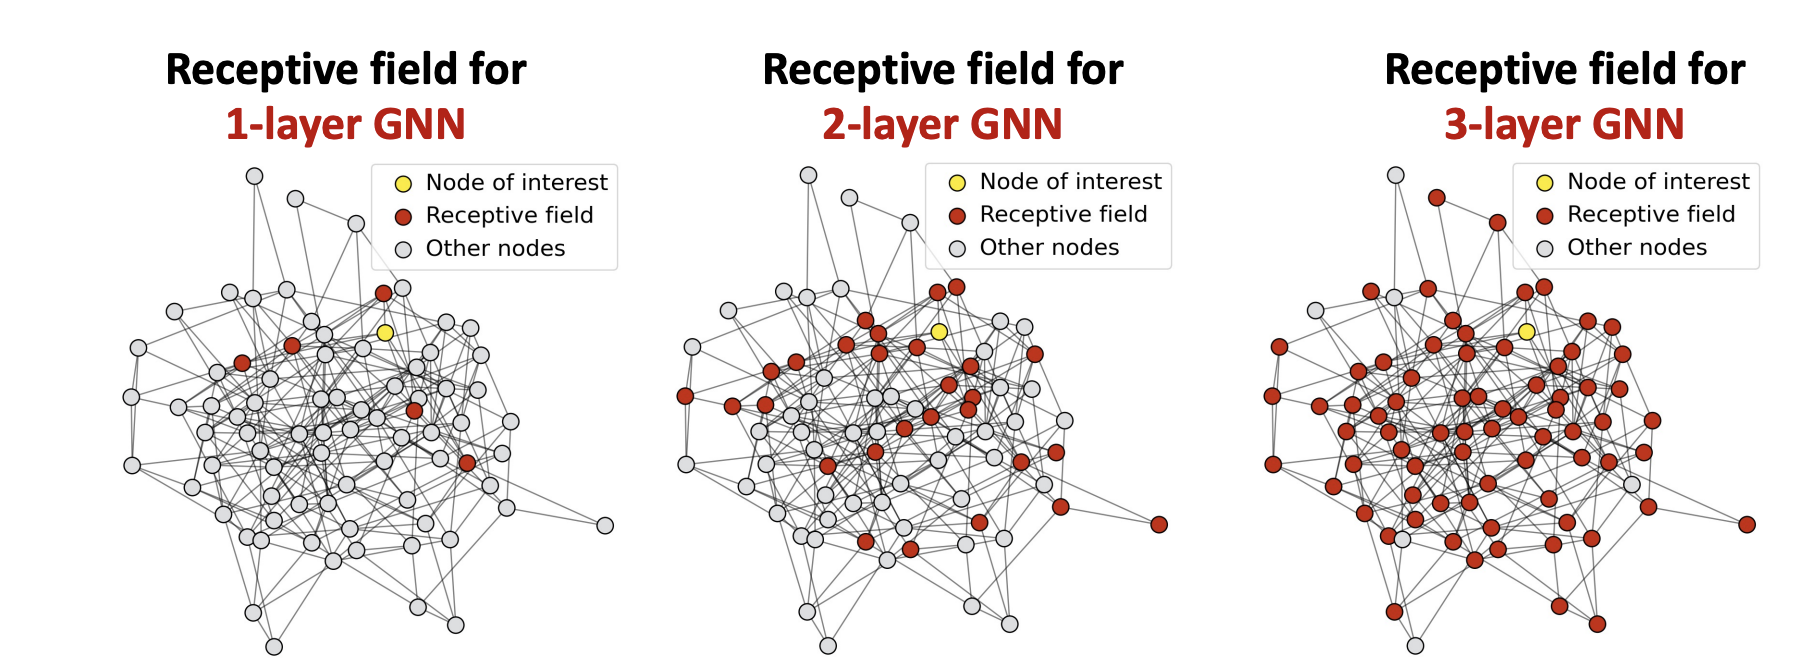 Receptive field for
1-layer GNN
Node of interest
Receptive field
Other nodes
Receptive field for
2-layer GNN
Node of interest
Receptive field
Other nodes
Receptive field for
3-layer GNN
Node of interest
Receptive field
Other nodes